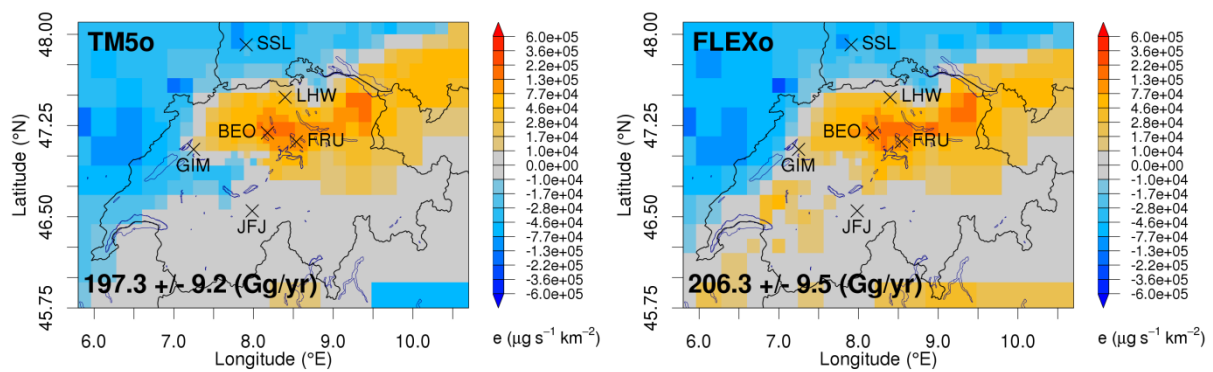 TM5o
SSL
LHW
BEO
FRU
GIM
JFJ
197.3 +/- 9.2 (Gg/yr)
48.00
47.25
46.50
45.75
Latitude (°N)
6.0 7.0 8.0 9.0 10.0
Longitude (°E)
6.0e+05
3.6e+05
2.2e+05
1.3e+05
7.7e+04
4.6e+04
2.8e+04
1.7e+04
1.0e+04
0.0e+00
-1.0e+04
-2.8e+04
-4.6e+04
-7.7e+04
-1.3e+05
-2.2e+05
-3.6e+05
-6.0e+05
e (μg s⁻¹ km⁻²)
FLEXo
SSL
LHW
BEO
FRU
GIM
JFJ
206.3 +/- 9.5 (Gg/yr)
48.00
47.25
46.50
45.75
Latitude (°N)
6.0 7.0 8.0 9.0 10.0
Longitude (°E)
6.0e+05
3.6e+05
2.2e+05
1.3e+05
7.7e+04
4.6e+04
2.8e+04
1.7e+04
1.0e+04
0.0e+00
-1.0e+04
-2.8e+04
-4.6e+04
-7.7e+04
-1.3e+05
-2.2e+05
-3.6e+05
-6.0e+05
e (μg s⁻¹ km⁻²)